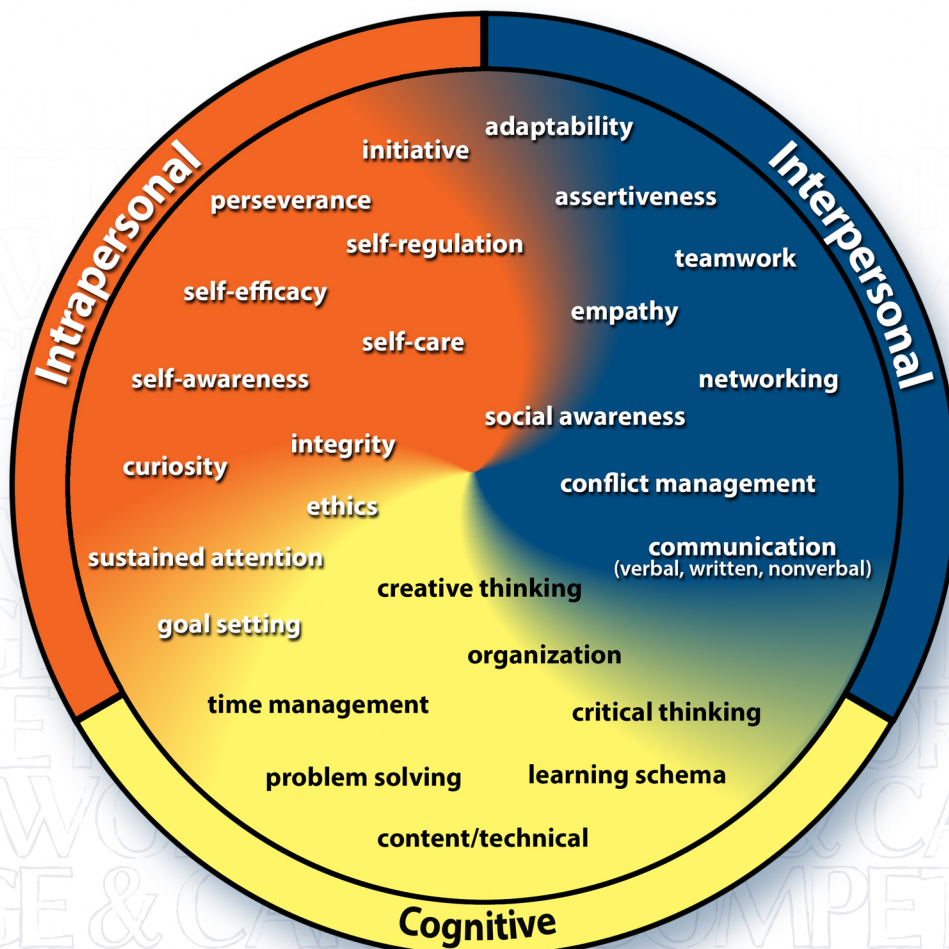 Intrapersonal
Interpersonal
adaptability
initiative
assertiveness
perseverance
self-regulation
teamwork
self-efficacy
empathy
self-care
self-awareness
networking
social awareness
integrity
curiosity
conflict management
ethics
communication
(verbal, written, nonverbal)
sustained attention
creative thinking
goal setting
organization
time management
critical thinking
problem solving
learning schema
content/technical
Cognitive